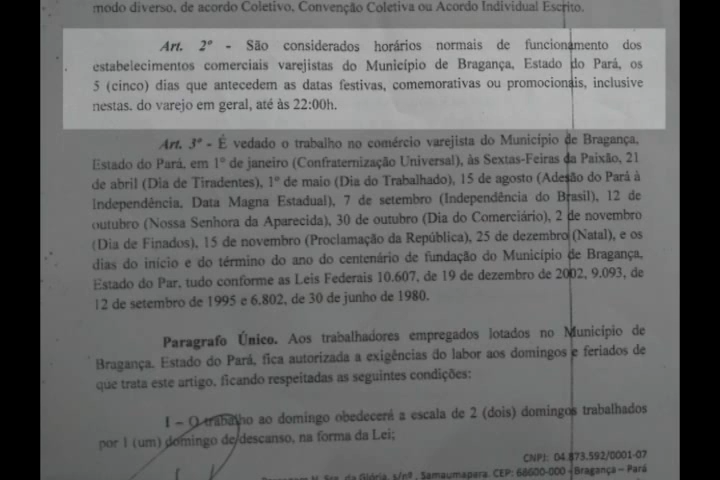 modo diverso, de acordo Coletivo, Convenção Coletiva ou Acordo Individual Escrito.
Art. 2º - São considerados horários normais de funcionamento dos
estabelecimentos comerciais varejistas do Município de Bragança, Estado do Pará, os
5 (cinco) dias que antecedem as datas festivas, comemorativas ou promocionais, inclusive
nestas, do varejo em geral, até às 22:00h.
Art. 3º - É vedado o trabalho no comércio varejista do Município de Bragança,
Estado do Pará, em 1º de janeiro (Confraternização Universal), às Sextas-Feiras da Paixão, 21
de abril (Dia de Tiradentes), 1º de maio (Dia do Trabalhado), 15 de agosto (Adesão do Pará à
Independência, Data Magna Estadual), 7 de setembro (Independência do Brasil), 12 de
outubro (Nossa Senhora da Aparecida), 30 de outubro (Dia do Comerciário), 2 de novembro
(Dia de Finados), 15 de novembro (Proclamação da República), 25 de dezembro (Natal), e os
dias do início e do término do ano do centenário de fundação do Município de Bragança,
Estado do Par, tudo conforme as Leis Federais 10.607, de 19 de dezembro de 2002, 9.093, de
12 de setembro de 1995 e 6.802, de 30 de junho de 1980.
Paragrafo Único. Aos trabalhadores empregados lotados no Município de
Bragança, Estado do Pará, fica autorizada a exigências do labor aos domingos e feriados de
que trata este artigo, ficando respeitadas as seguintes condições:
I – O trabalho ao domingo obedecerá a escala de 2 (dois) domingos trabalhados
por 1 (um) domingo de descanso, na forma da Lei;
CNPJ: 04.873.592/0001-07
N. Sra. da Glória, s/nº, Samaumapara. CEP: 68600-000 - Bragança – Pará